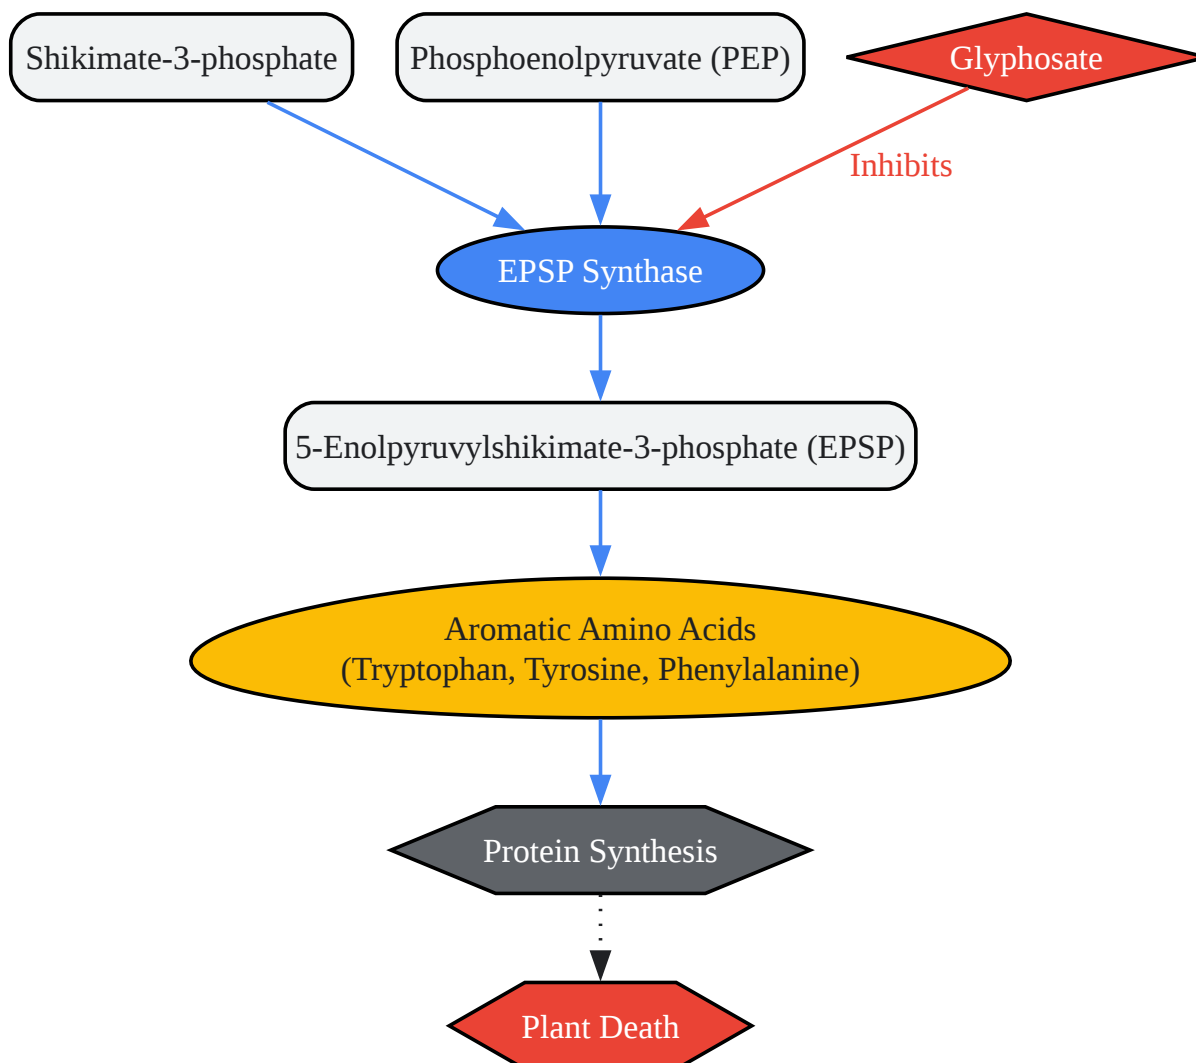 Shikimate-3-phosphate
Phosphoenolpyruvate (PEP)
Glyphosate
Inhibits
EPSP Synthase
5-Enolpyruvylshikimate-3-phosphate (EPSP)
Aromatic Amino Acids
(Tryptophan, Tyrosine, Phenylalanine)
Protein Synthesis
Plant Death